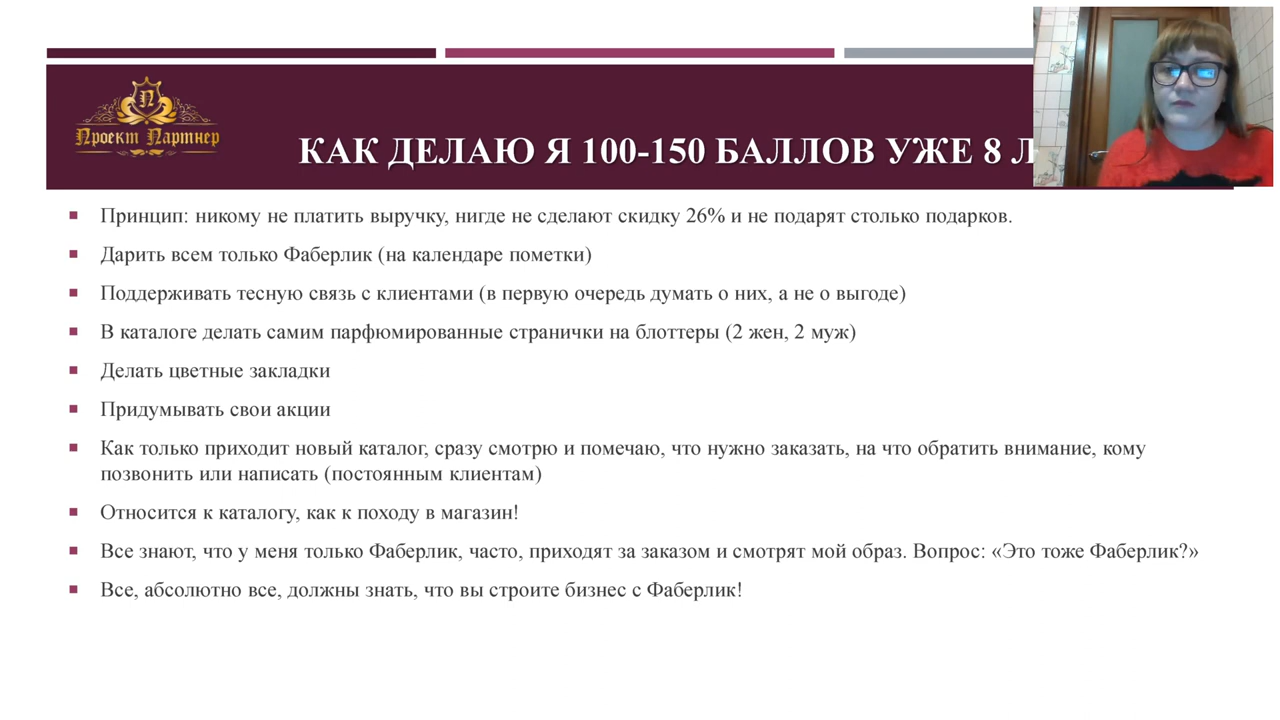 П
Проект Партнер
КАК ДЕЛАЮ Я 100-150 БАЛЛОВ УЖЕ 8 Л
Принцип: никому не платить выручку, нигде не сделают скидку 26% и не подарят столько подарков.
Дарить всем только Фаберлик (на календаре пометки)
Поддерживать тесную связь с клиентами (в первую очередь думать о них, а не о выгоде)
В каталоге делать самим парфюмированные странички на блоттеры (2 жен, 2 муж)
Делать цветные закладки
Придумывать свои акции
Как только приходит новый каталог, сразу смотрю и помечаю, что нужно заказать, на что обратить внимание, кому
позвонить или написать (постоянным клиентам)
Относится к каталогу, как к походу в магазин!
Все знают, что у меня только Фаберлик, часто, приходят за заказом и смотрят мой образ. Вопрос: «Это тоже Фаберлик?»
Все, абсолютно все, должны знать, что вы строите бизнес с Фаберлик!